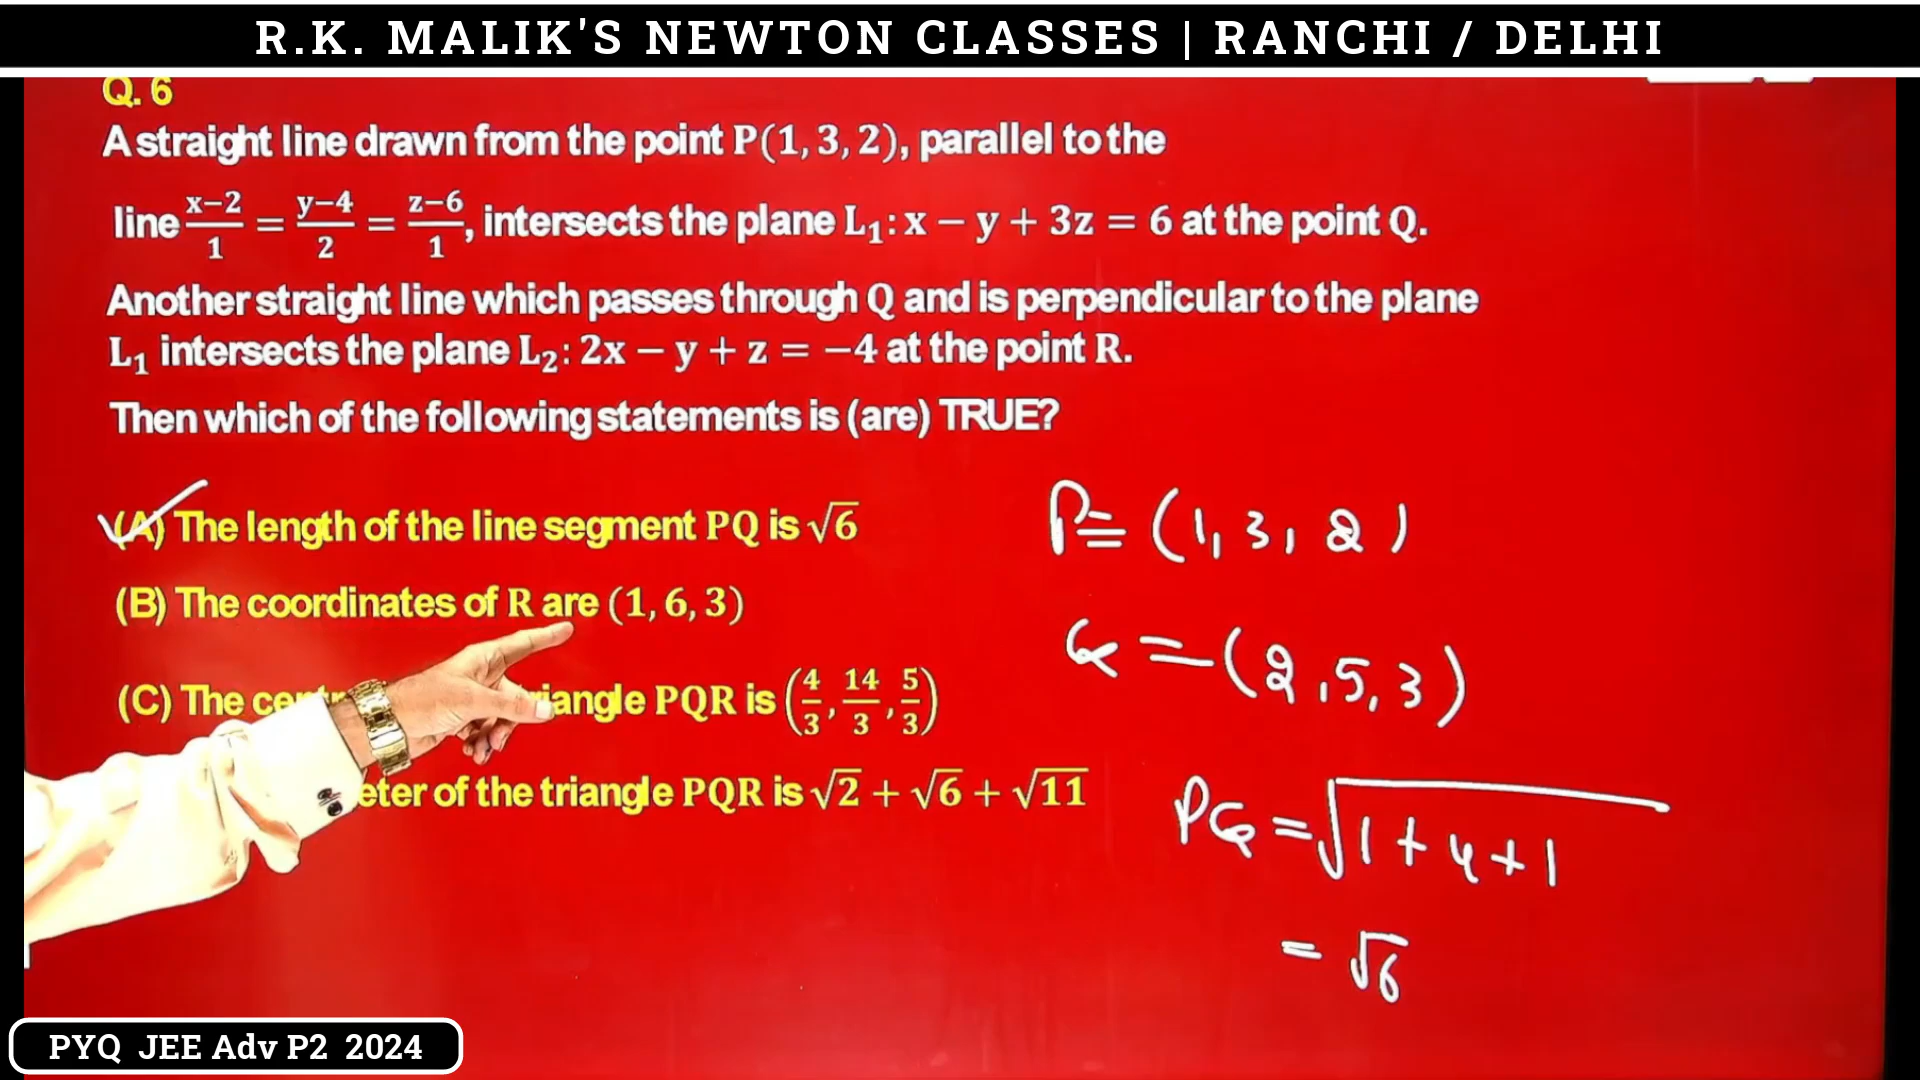 R.K. MALIK'S NEWTON CLASSES | RANCHI / DELHI
Q. 6
A straight line drawn from the point P(1, 3, 2), parallel to the
line (x−2)/1 = (y−4)/2 = (z−6)/1, intersects the plane L₁: x − y + 3z = 6 at the point Q.
Another straight line which passes through Q and is perpendicular to the plane
L₁ intersects the plane L₂: 2x − y + z = −4 at the point R.
Then which of the following statements is (are) TRUE?
(A) The length of the line segment PQ is √6
(B) The coordinates of R are (1, 6, 3)
(C) The riangle PQR is (4/3, 14/3, 5/3)
eter of the triangle PQR is √2 + √6 + √11
P ≡ (1, 3, 2)
Q = (2, 5, 3)
PQ = √1 + 4 + 1
= √6
PYQ JEE Adv P2 2024